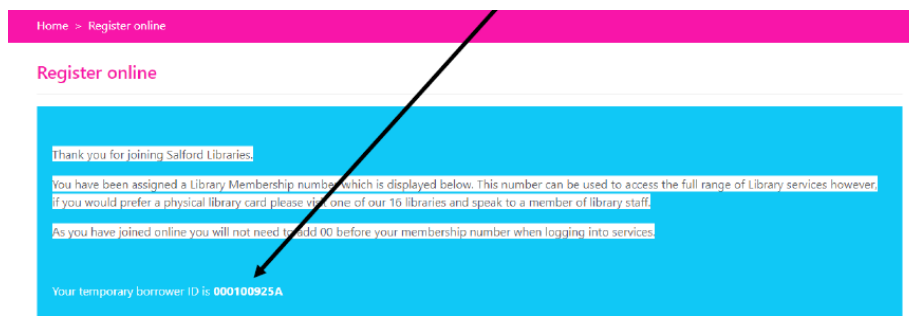 Home > Register online
Register online
Thank you for joining Salford Libraries.
You have been assigned a Library Membership number which is displayed below. This number can be used to access the full range of Library services however,
if you would prefer a physical library card please visit one of our 16 libraries and speak to a member of library staff.
As you have joined online you will not need to add 00 before your membership number when logging into services.
Your temporary borrower ID is 000100925A